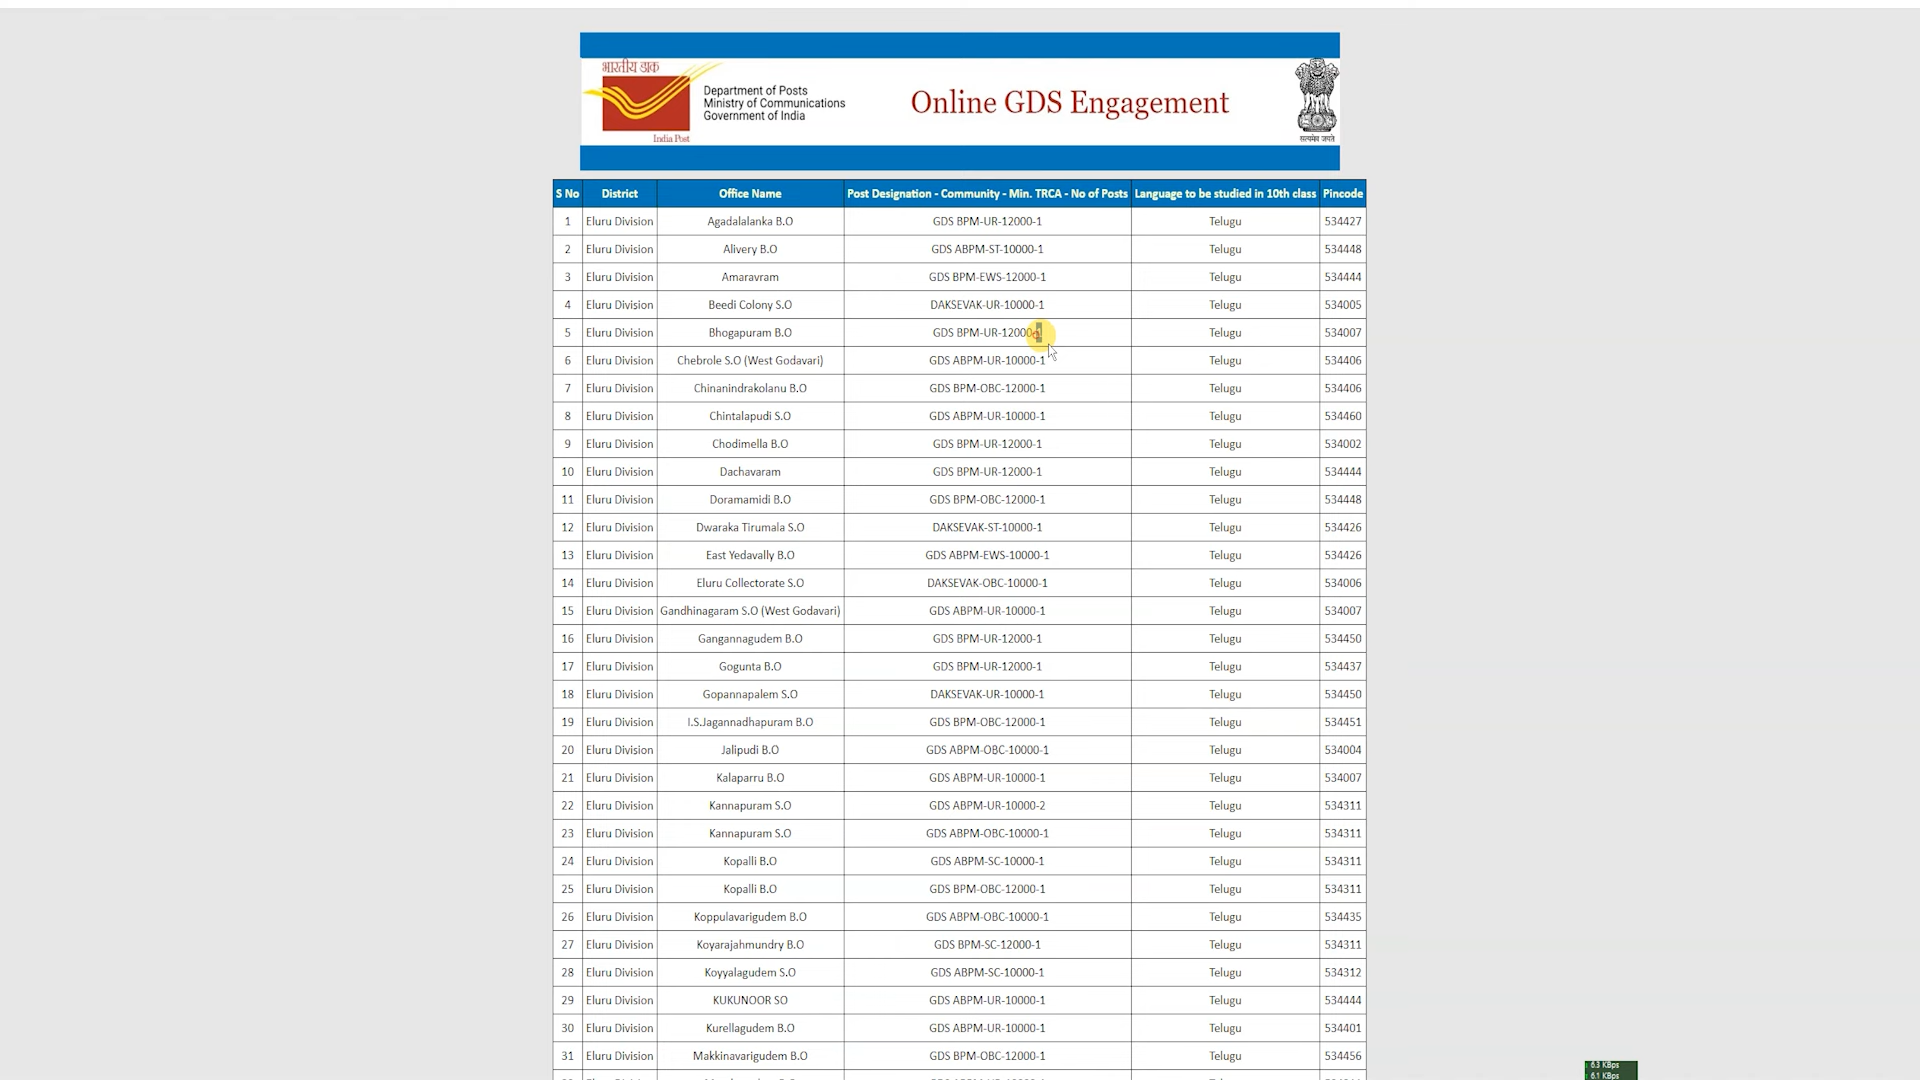 भारतीय डाक
Department of Posts
Ministry of Communications
Government of India
India Post
Online GDS Engagement
सत्यमेव जयते
S No District Office Name Post Designation - Community - Min. TRCA - No of Posts Language to be studied in 10th class Pincode
1 Eluru Division Agadalalanka B.O GDS BPM-UR-12000-1 Telugu 534427
2 Eluru Division Alivery B.O GDS ABPM-ST-10000-1 Telugu 534448
3 Eluru Division Amaravram GDS BPM-EWS-12000-1 Telugu 534444
4 Eluru Division Beedi Colony S.O DAKSEVAK-UR-10000-1 Telugu 534005
5 Eluru Division Bhogapuram B.O GDS BPM-UR-12000-1 Telugu 534007
6 Eluru Division Chebrole S.O (West Godavari) GDS ABPM-UR-10000-1 Telugu 534406
7 Eluru Division Chinanindrakolanu B.O GDS BPM-OBC-12000-1 Telugu 534406
8 Eluru Division Chintalapudi S.O GDS ABPM-UR-10000-1 Telugu 534460
9 Eluru Division Chodimella B.O GDS BPM-UR-12000-1 Telugu 534002
10 Eluru Division Dachavaram GDS BPM-UR-12000-1 Telugu 534444
11 Eluru Division Doramamidi B.O GDS BPM-OBC-12000-1 Telugu 534448
12 Eluru Division Dwaraka Tirumala S.O DAKSEVAK-ST-10000-1 Telugu 534426
13 Eluru Division East Yedavally B.O GDS ABPM-EWS-10000-1 Telugu 534426
14 Eluru Division Eluru Collectorate S.O DAKSEVAK-OBC-10000-1 Telugu 534006
15 Eluru Division Gandhinagaram S.O (West Godavari) GDS ABPM-UR-10000-1 Telugu 534007
16 Eluru Division Gangannagudem B.O GDS BPM-UR-12000-1 Telugu 534450
17 Eluru Division Gogunta B.O GDS BPM-UR-12000-1 Telugu 534437
18 Eluru Division Gopannapalem S.O DAKSEVAK-UR-10000-1 Telugu 534450
19 Eluru Division I.S.Jagannadhapuram B.O GDS BPM-OBC-12000-1 Telugu 534451
20 Eluru Division Jalipudi B.O GDS ABPM-OBC-10000-1 Telugu 534004
21 Eluru Division Kalaparru B.O GDS ABPM-UR-10000-1 Telugu 534007
22 Eluru Division Kannapuram S.O GDS ABPM-UR-10000-2 Telugu 534311
23 Eluru Division Kannapuram S.O GDS ABPM-OBC-10000-1 Telugu 534311
24 Eluru Division Kopalli B.O GDS ABPM-SC-10000-1 Telugu 534311
25 Eluru Division Kopalli B.O GDS BPM-OBC-12000-1 Telugu 534311
26 Eluru Division Koppulavarigudem B.O GDS ABPM-OBC-10000-1 Telugu 534435
27 Eluru Division Koyarajahmundry B.O GDS BPM-SC-12000-1 Telugu 534311
28 Eluru Division Koyyalagudem S.O GDS ABPM-SC-10000-1 Telugu 534312
29 Eluru Division KUKUNOOR SO GDS ABPM-UR-10000-1 Telugu 534444
30 Eluru Division Kurellagudem B.O GDS ABPM-UR-10000-1 Telugu 534401
31 Eluru Division Makkinavarigudem B.O GDS BPM-OBC-12000-1 Telugu 534456
6.3 KBps
6.1 KBps